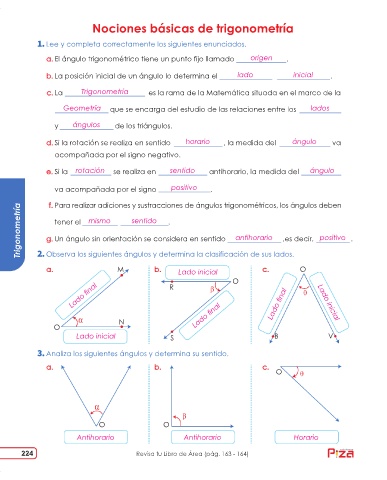 Nociones básicas de trigonometría
1. Lee y completa correctamente los siguientes enunciados.
a. El ángulo trigonométrico tiene un punto fijo llamado origen.
b. La posición inicial de un ángulo lo determina el lado Inicial.
c. La Trigonometría es la rama de la Matemática situada en el marco de la
Geometría que se encarga del estudio de las relaciones entre los lados
y ángulos de los triángulos.
d. Si la rotación se realiza en sentido horario, la medida del ángulo va
acompañada por el signo negativo.
e. Si la rotación se realiza en sentido antihorario, la medida del ángulo
va acompañada por el signo positivo.
f. Para realizar adiciones y sustracciones de ángulos trigonométricos, los ángulos deben
tener el mismo sentido.
g. Un ángulo sin orientación se considera en sentido antihorario ,es decir, positivo.
Trigonometría
2. Observa los siguientes ángulos y determina la clasificación de sus lados.
a. M
Lado final
α
O N
Lado inicial
b. Lado inicial
R β O
Lado final
S
c. O
θ
Lado final
Lado inicial
B V
3. Analiza los siguientes ángulos y determina su sentido.
a. α O
Antihorario
b. β O
Antihorario
c. O θ
Horario
224
Revisa tu Libro de Área (pág. 163 - 164)
Piza